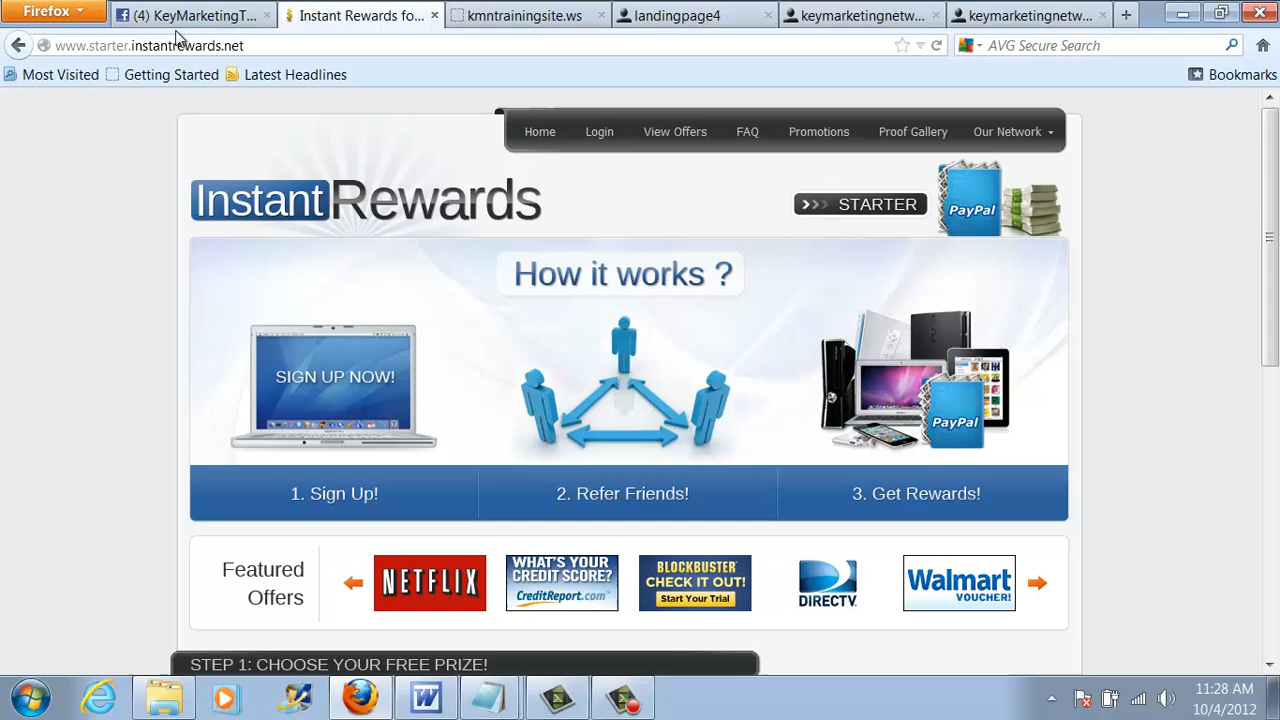 Firefox
(4) KeyMarketingT...
Instant Rewards fo...
kmntrainingsite.ws
landingpage4
keymarketingnetw...
keymarketingnetw...
www.starter.instantrewards.net
AVG Secure Search
Most Visited
Getting Started
Latest Headlines
Bookmarks
Home
Login
View Offers
FAQ
Promotions
Proof Gallery
Our Network
InstantRewards
STARTER
PayPal
How it works ?
SIGN UP NOW!
PayPal
1. Sign Up!
2. Refer Friends!
3. Get Rewards!
Featured
Offers
NETFLIX
WHAT'S YOUR
CREDIT SCORE?
CreditReport.com
BLOCKBUSTER
CHECK IT OUT!
Start Your Trial
DIRECTV
Walmart
VOUCHER!
STEP 1: CHOOSE YOUR FREE PRIZE!
11:28 AM
10/4/2012